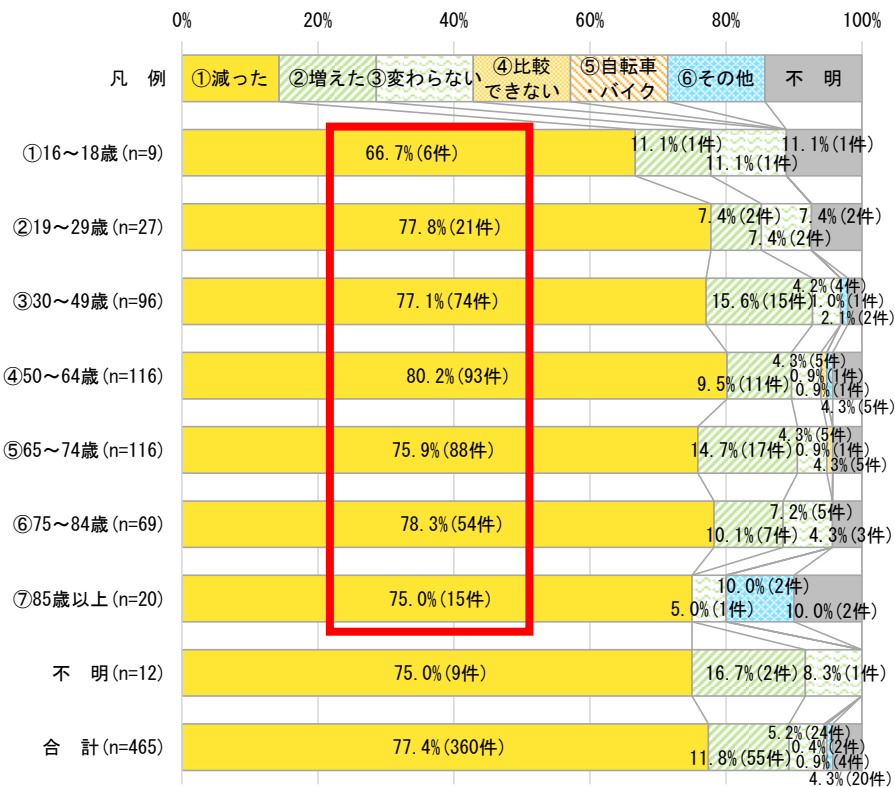 0% 20% 40% 60% 80% 100%
凡 例 ①減った ②増えた ③変わらない ④比較できない ⑤自転車・バイク ⑥その他 不 明
①16～18歳(n=9) 66.7%(6件) 11.1%(1件) 11.1%(1件) 11.1%(1件)
②19～29歳(n=27) 77.8%(21件) 7.4%(2件) 7.4%(2件) 7.4%(2件)
③30～49歳(n=96) 77.1%(74件) 15.6%(15件) 4.2%(4件) 1.0%(1件) 2.1%(2件)
④50～64歳(n=116) 80.2%(93件) 9.5%(11件) 4.3%(5件) 0.9%(1件) 0.9%(1件) 4.3%(5件)
⑤65～74歳(n=116) 75.9%(88件) 14.7%(17件) 4.3%(5件) 0.9%(1件) 4.3%(5件)
⑥75～84歳(n=69) 78.3%(54件) 10.1%(7件) 7.2%(5件) 4.3%(3件)
⑦85歳以上(n=20) 75.0%(15件) 5.0%(1件) 10.0%(2件) 10.0%(2件)
不 明(n=12) 75.0%(9件) 16.7%(2件) 8.3%(1件)
合 計(n=465) 77.4%(360件) 11.8%(55件) 5.2%(24件) 0.4%(2件) 0.9%(4件) 4.3%(20件)